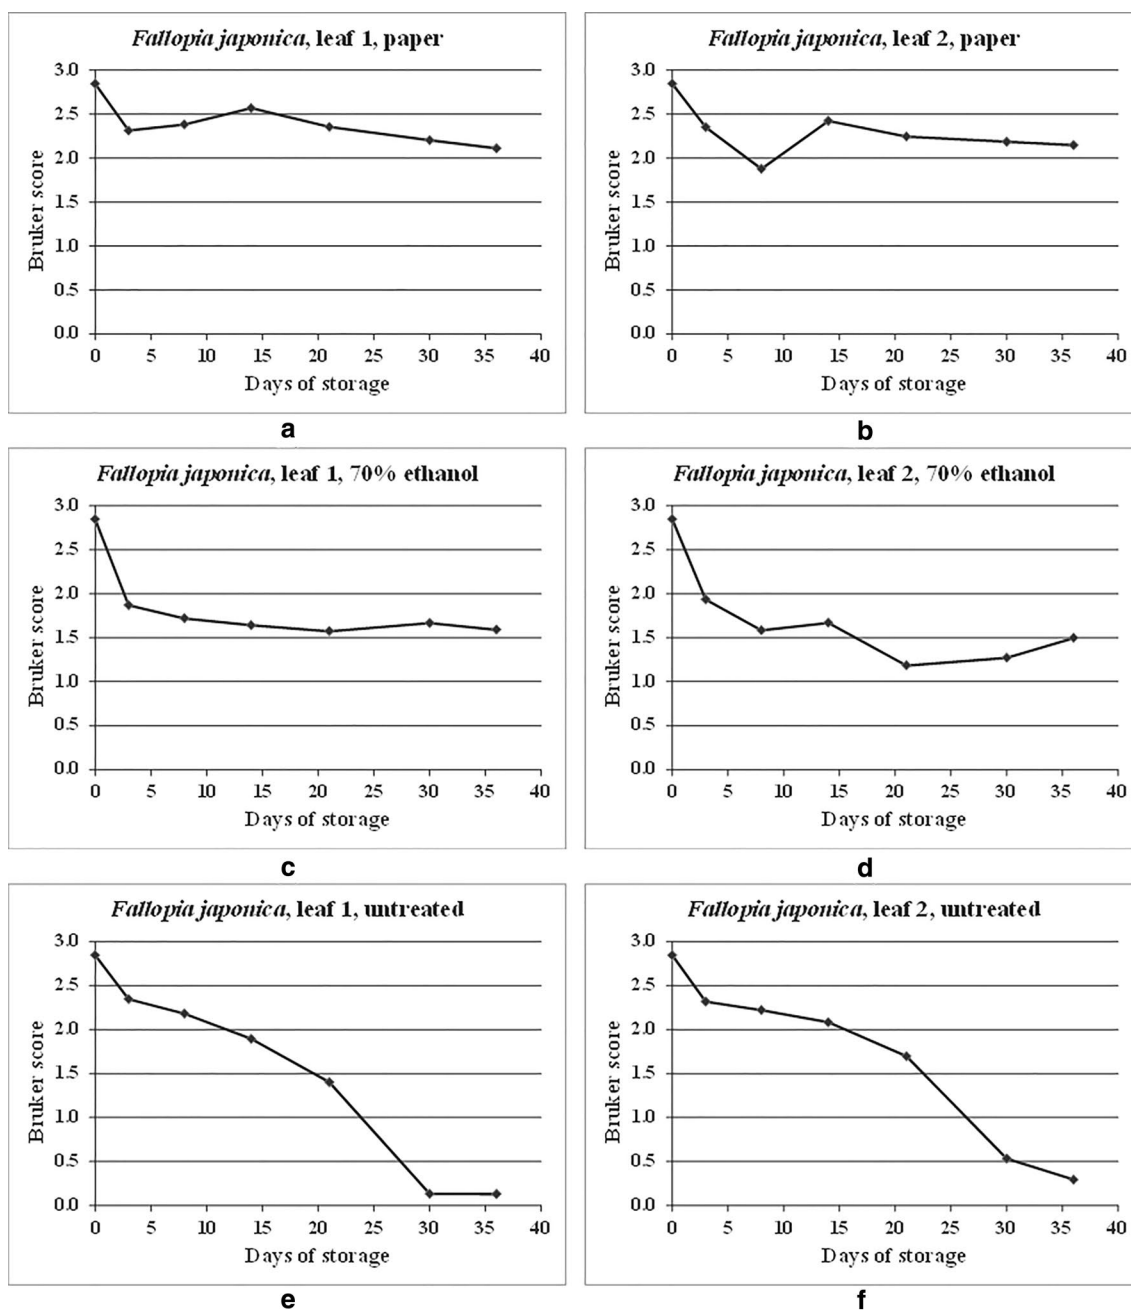 Fallopia japonica, leaf 1, paper
3.0
2.5
2.0
1.5
1.0
0.5
0.0
Bruker score
0 5 10 15 20 25 30 35 40
Days of storage
a
Fallopia japonica, leaf 2, paper
3.0
2.5
2.0
1.5
1.0
0.5
0.0
Bruker score
0 5 10 15 20 25 30 35 40
Days of storage
b
Fallopia japonica, leaf 1, 70% ethanol
3.0
2.5
2.0
1.5
1.0
0.5
0.0
Bruker score
0 5 10 15 20 25 30 35 40
Days of storage
c
Fallopia japonica, leaf 2, 70% ethanol
3.0
2.5
2.0
1.5
1.0
0.5
0.0
Bruker score
0 5 10 15 20 25 30 35 40
Days of storage
d
Fallopia japonica, leaf 1, untreated
3.0
2.5
2.0
1.5
1.0
0.5
0.0
Bruker score
0 5 10 15 20 25 30 35 40
Days of storage
e
Fallopia japonica, leaf 2, untreated
3.0
2.5
2.0
1.5
1.0
0.5
0.0
Bruker score
0 5 10 15 20 25 30 35 40
Days of storage
f